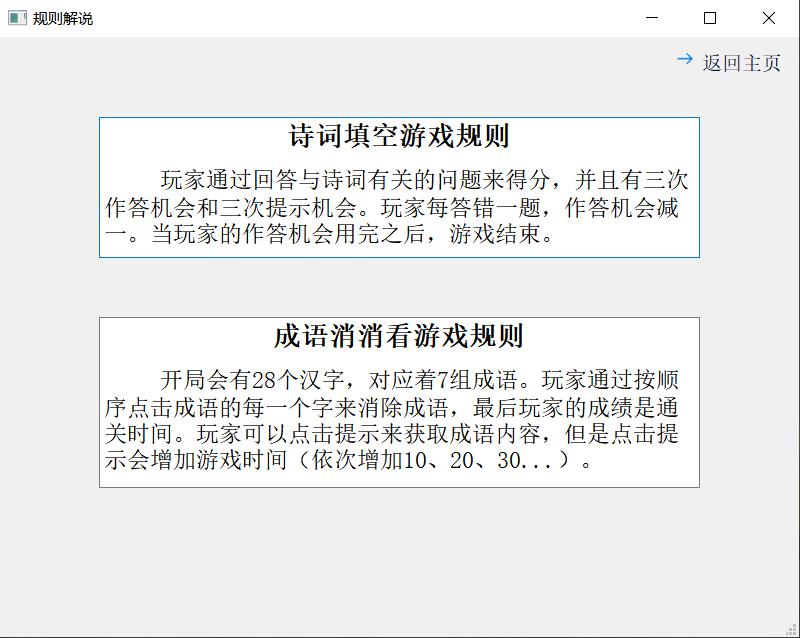 规则解说
返回主页
诗词填空游戏规则
玩家通过回答与诗词有关的问题来得分，并且有三次
作答机会和三次提示机会。玩家每答错一题，作答机会减
一。当玩家的作答机会用完之后，游戏结束。
成语消消看游戏规则
开局会有28个汉字，对应着7组成语。玩家通过按顺
序点击成语的每一个字来消除成语，最后玩家的成绩是通
关时间。玩家可以点击提示来获取成语内容，但是点击提
示会增加游戏时间（依次增加10、20、30...）。